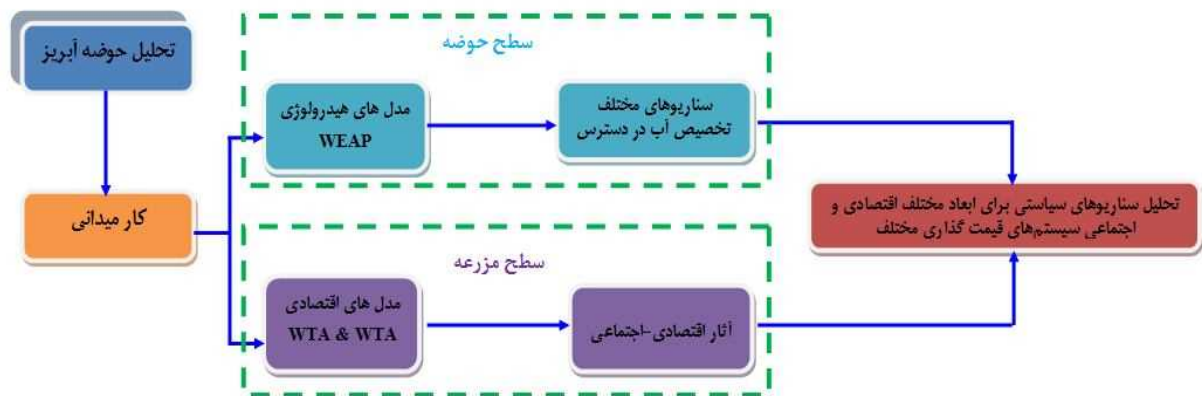 تحلیل حوضه آبریز
کار میدانی
سطح حوضه
مدل های هیدرولوژی
WEAP
سناریوهای مختلف
تخصیص آب در دسترس
سطح مزرعه
مدل های اقتصادی
WTA & WTA
آثار اقتصادی-اجتماعی
تحلیل سناریوهای سیاستی برای ابعاد مختلف اقتصادی و
اجتماعی سیستم‌های قیمت گذاری مختلف